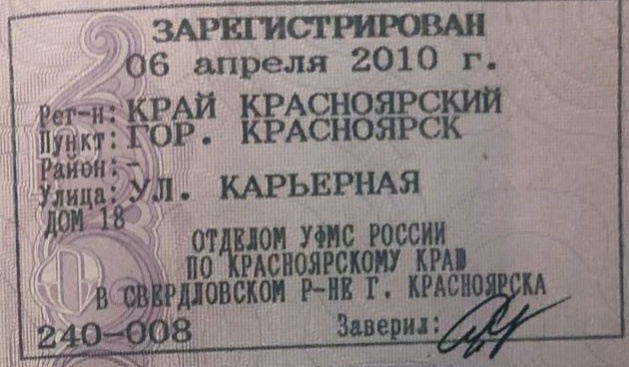 ЗАРЕГИСТРИРОВАН
06 апреля 2010 г.
Рег-н: КРАЙ КРАСНОЯРСКИЙ
Пункт: ГОР. КРАСНОЯРСК
Район: -
Улица: УЛ. КАРЬЕРНАЯ
ДОМ 18
ОТДЕЛОМ УФМС РОССИИ
ПО КРАСНОЯРСКОМУ КРАЮ
В СВЕРДЛОВСКОМ Р-НЕ Г. КРАСНОЯРСКА
240-008 Заверил: